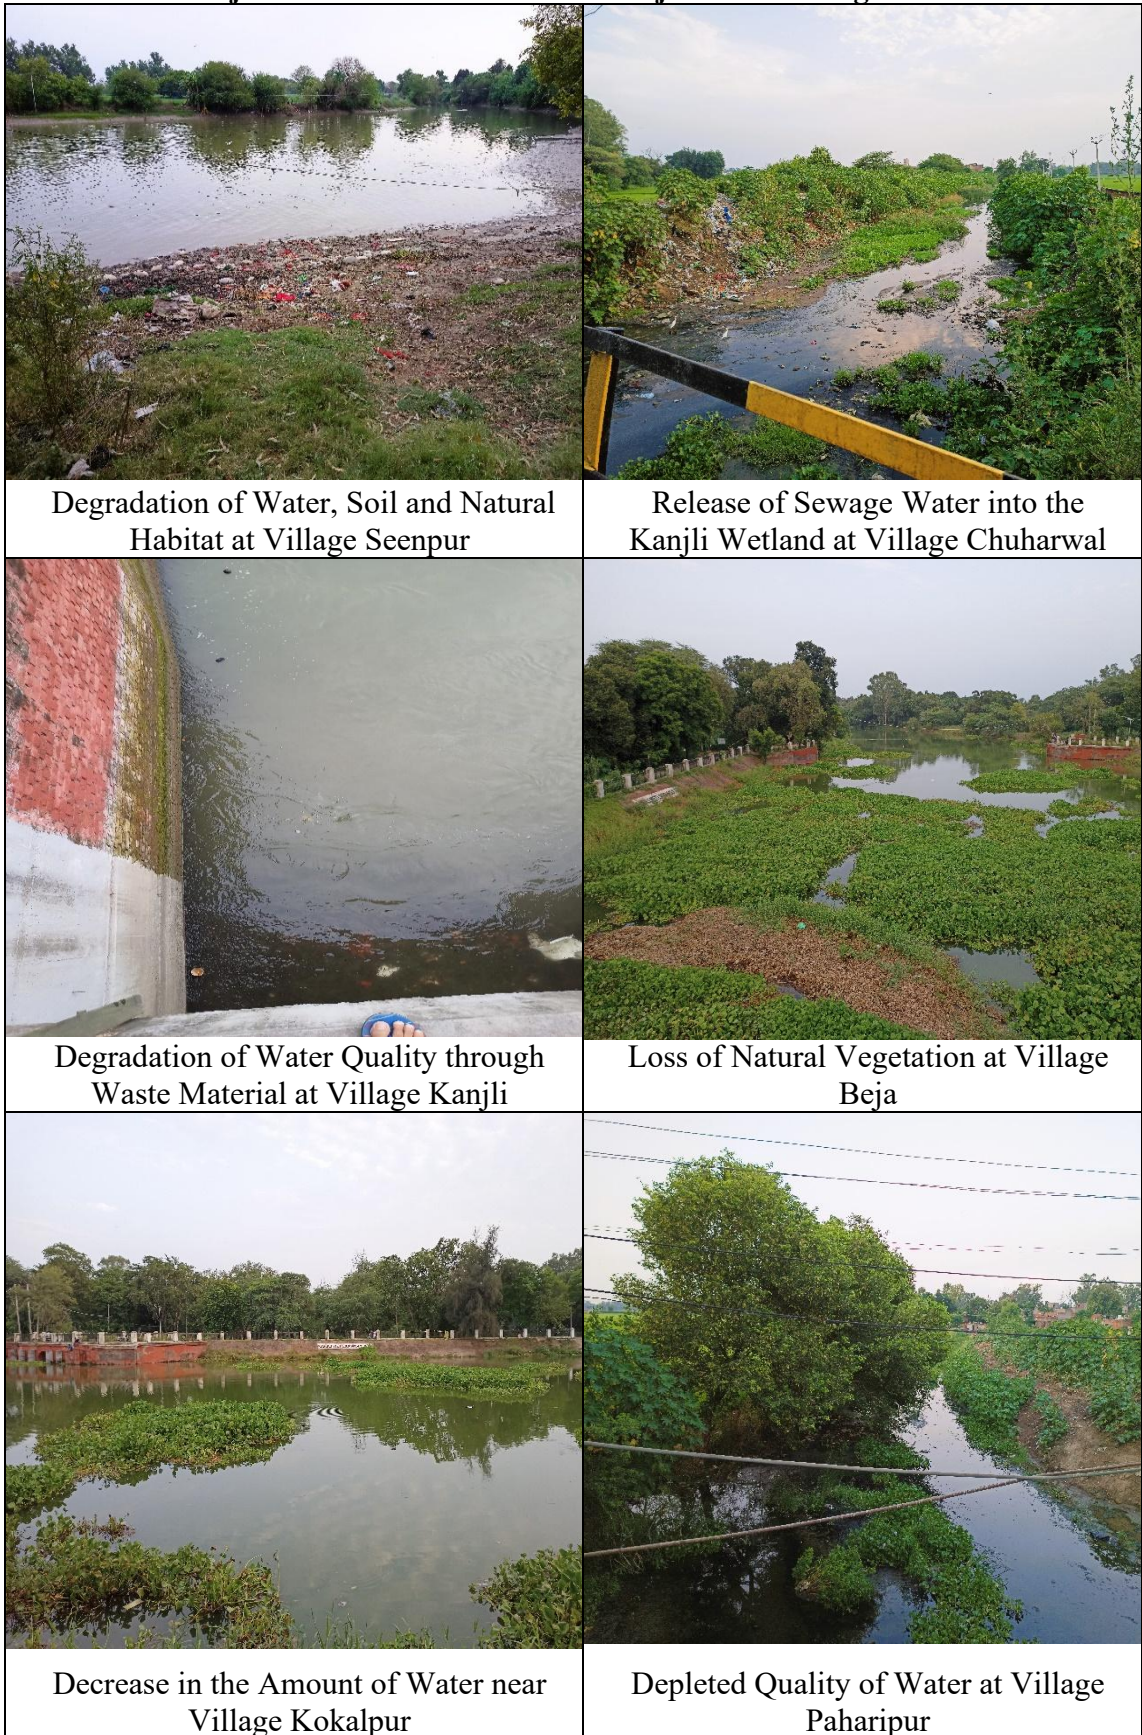 Degradation of Water, Soil and Natural
Habitat at Village Seenpur
Release of Sewage Water into the
Kanjli Wetland at Village Chuharwal
Degradation of Water Quality through
Waste Material at Village Kanjli
Loss of Natural Vegetation at Village
Beja
Decrease in the Amount of Water near
Village Kokalpur
Depleted Quality of Water at Village
Paharipur